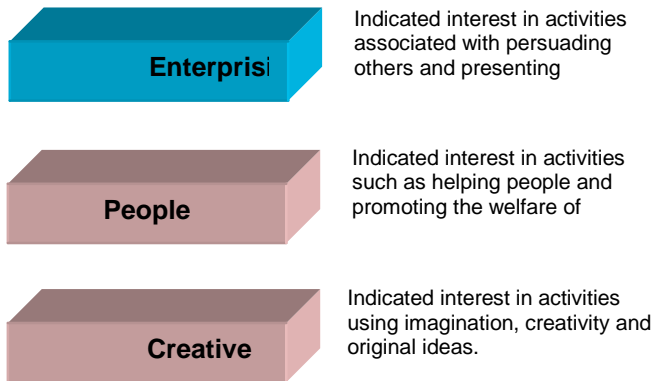 Enterprisi
Indicated interest in activities
associated with persuading
others and presenting
People
Indicated interest in activities
such as helping people and
promoting the welfare of
Creative
Indicated interest in activities
using imagination, creativity and
original ideas.